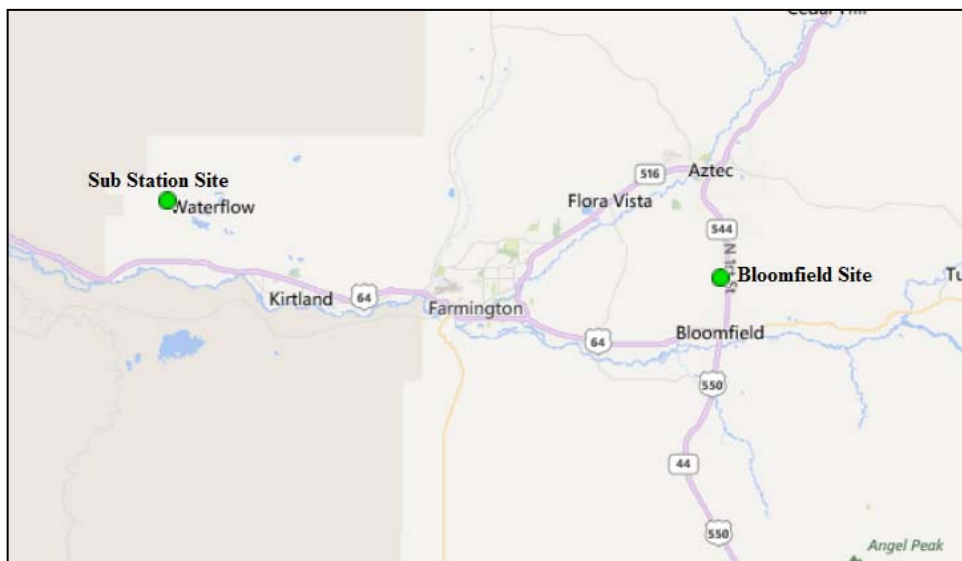 Sub Station Site
Waterflow
516
Aztec
Flora Vista
544
N 1st St
Bloomfield Site
Kirtland
64
Farmington
64
Bloomfield
550
44
550
Angel Peak